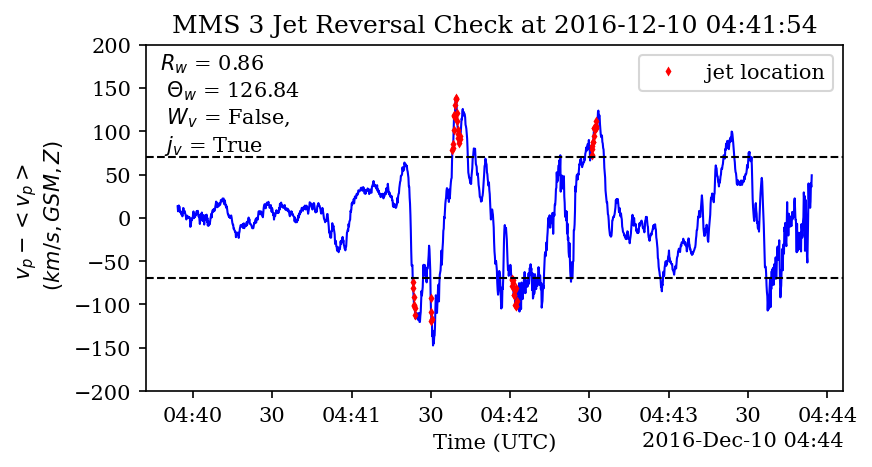 MMS 3 Jet Reversal Check at 2016-12-10 04:41:54
R_w = 0.86
Θ_w = 126.84
W_v = False,
j_v = True
jet location
200
150
100
50
0
−50
−100
−150
−200
v_p − < v_p >
(km/s, GSM, Z)
04:40 30 04:41 30 04:42 30 04:43 30 04:44
Time (UTC)
2016-Dec-10 04:44